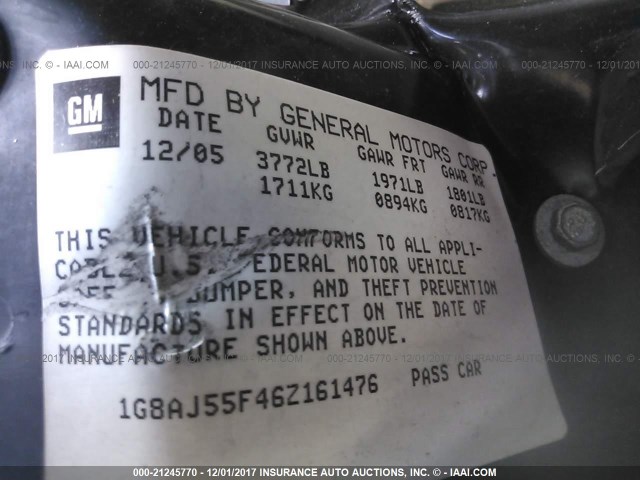 000-21245770 - 12/01/2017 INSURANCE AUTO AUCTIONS, INC. - © IAAI.COM
GM
MFD BY GENERAL MOTORS CORP.
DATE GVWR GAWR FRT GAWR RR
12/05 3772LB 1971LB 1801LB
1711KG 0894KG 0817KG
THIS VEHICLE CONFORMS TO ALL APPLI-
U.S. FEDERAL MOTOR VEHICLE
BUMPER, AND THEFT PREVENTION
STANDARDS IN EFFECT ON THE DATE OF
MANUFACTURE SHOWN ABOVE.
1G8AJ55F46Z161476 PASS CAR
000-21245770 - 12/01/2017 INSURANCE AUTO AUCTIONS, INC. - © IAAI.COM